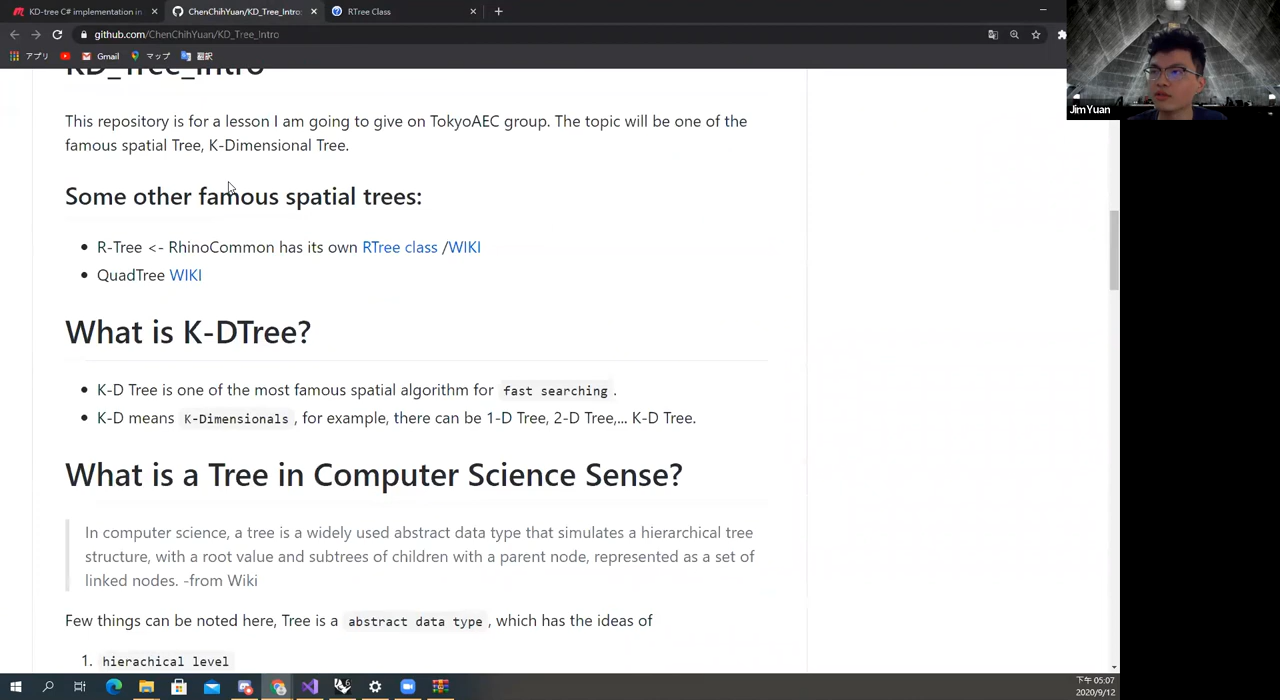 KD-tree C# implementation in
ChenChihYuan/KD_Tree_Intro:
RTree Class
github.com/ChenChihYuan/KD_Tree_Intro
アプリ
Gmail
マップ
翻訳
KD_Tree_Intro
This repository is for a lesson I am going to give on TokyoAEC group. The topic will be one of the
famous spatial Tree, K-Dimensional Tree.
Some other famous spatial trees:
R-Tree <- RhinoCommon has its own RTree class /WIKI
QuadTree WIKI
What is K-DTree?
K-D Tree is one of the most famous spatial algorithm for fast searching.
K-D means K-Dimensionals, for example, there can be 1-D Tree, 2-D Tree,... K-D Tree.
What is a Tree in Computer Science Sense?
In computer science, a tree is a widely used abstract data type that simulates a hierarchical tree
structure, with a root value and subtrees of children with a parent node, represented as a set of
linked nodes. -from Wiki
Few things can be noted here, Tree is a abstract data type, which has the ideas of
1. hierachical level
JimYuan
下午 05:07
2020/9/12